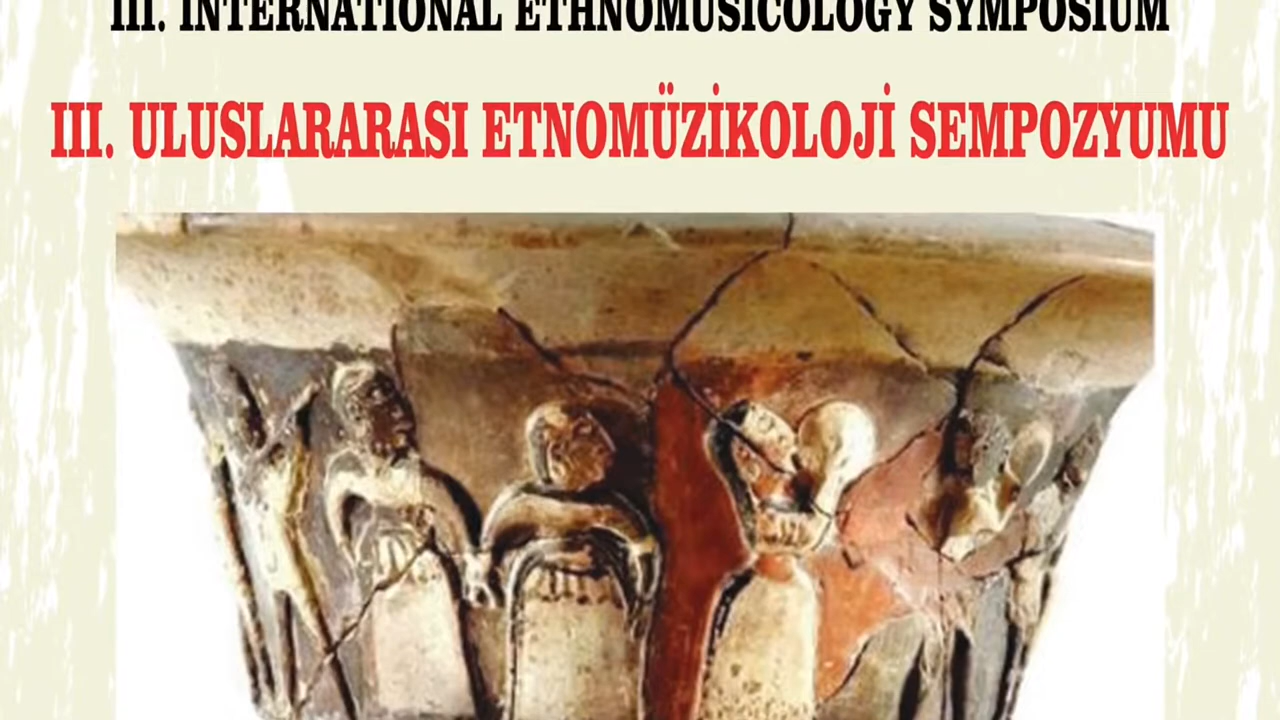 III. INTERNATIONAL ETHNOMUSICOLOGY SYMPOSIUM
III. ULUSLARARASI ETNOMÜZİKOLOJİ SEMPOZYUMU